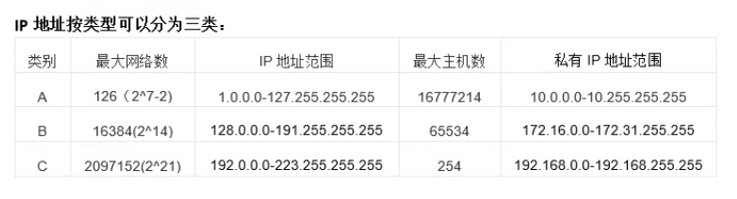 IP 地址按类型可以分为三类：
类别 最大网络数 IP 地址范围 最大主机数 私有 IP 地址范围
A 126（2^7-2) 1.0.0.0-127.255.255.255 16777214 10.0.0.0-10.255.255.255
B 16384(2^14) 128.0.0.0-191.255.255.255 65534 172.16.0.0-172.31.255.255
C 2097152(2^21) 192.0.0.0-223.255.255.255 254 192.168.0.0-192.168.255.255